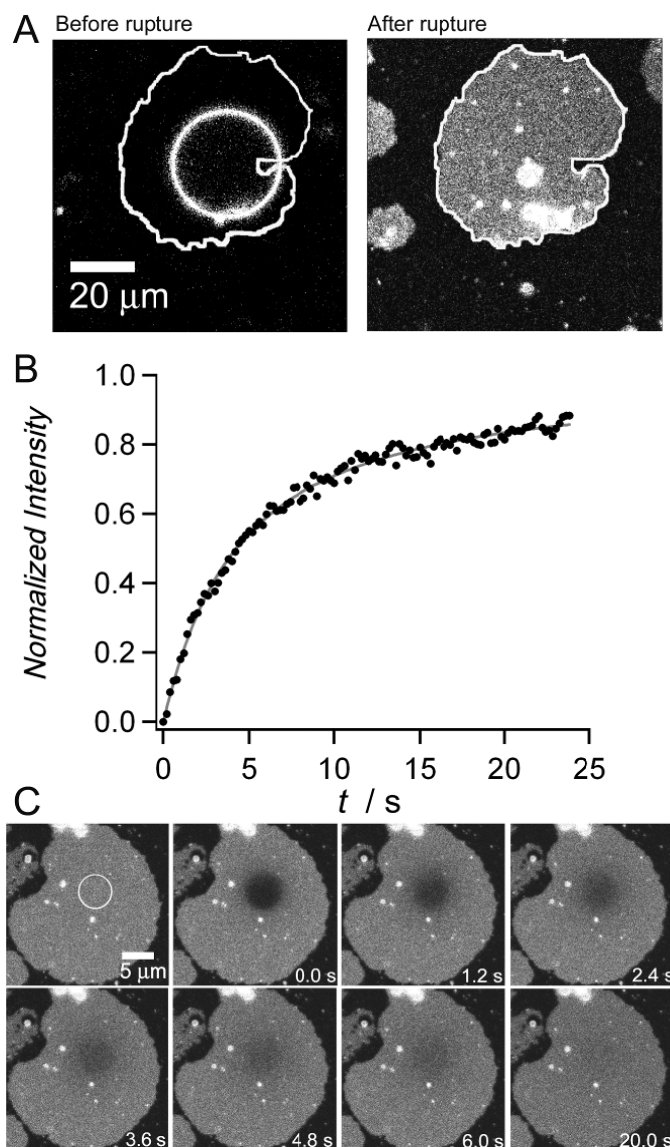 A
Before rupture
After rupture
20 μm
B
1.0
0.8
0.6
0.4
0.2
0.0
Normalized Intensity
0 5 10 15 20 25
t / s
C
5 μm
0.0 s
1.2 s
2.4 s
3.6 s
4.8 s
6.0 s
20.0 s